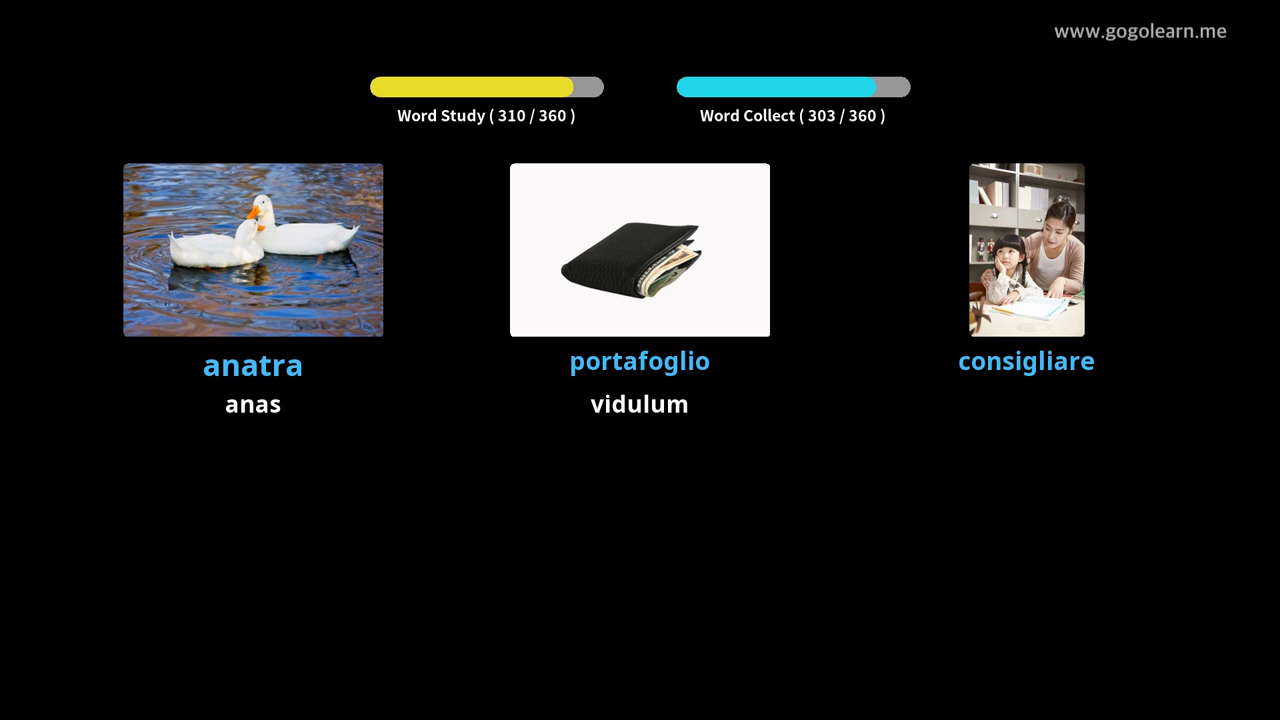 www.gogolearn.me
Word Study ( 310 / 360 )
Word Collect ( 303 / 360 )
anatra
portafoglio
consigliare
anas
vidulum